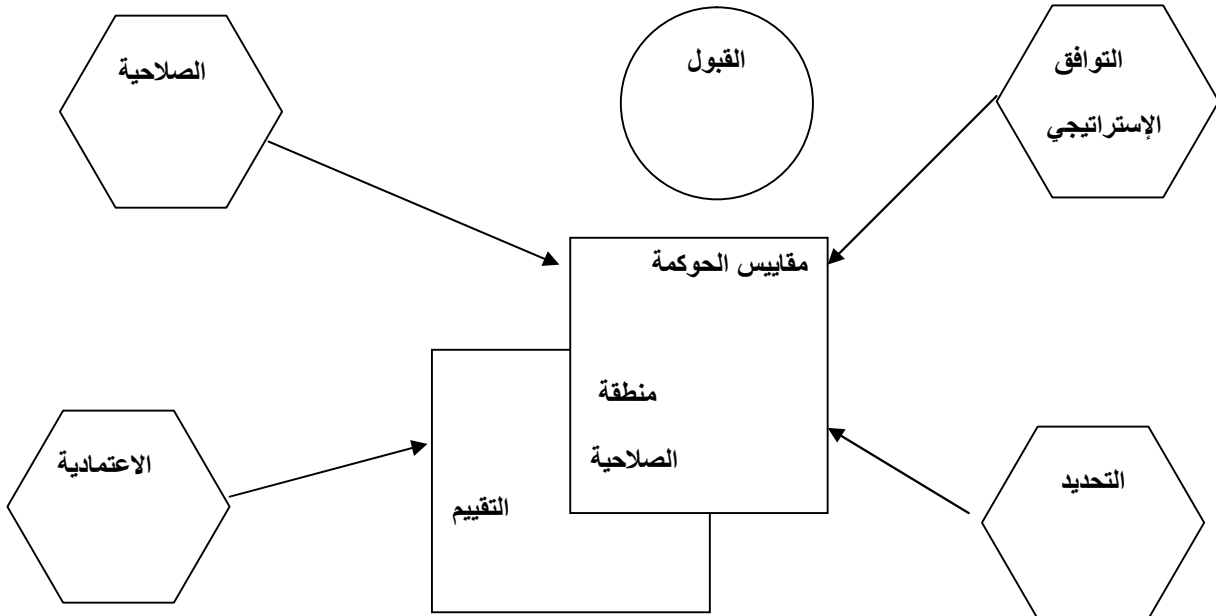 التوافق
الإستراتيجي
القبول
الصلاحية
مقاييس الحوكمة
منطقة
الصلاحية
التقييم
التحديد
الاعتمادية